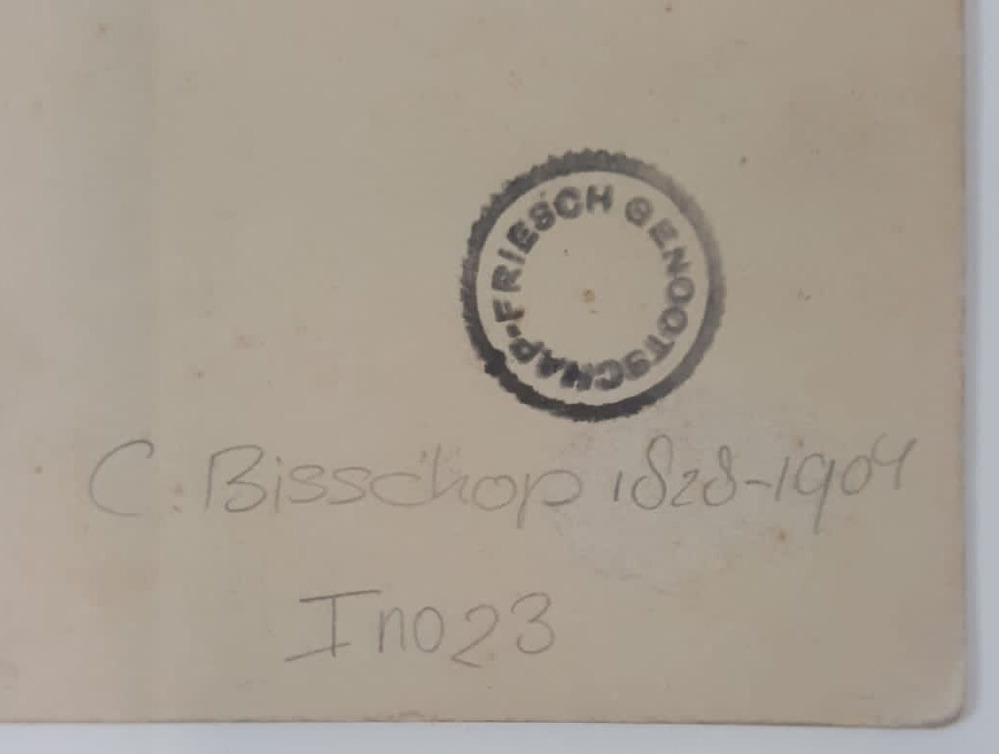 FRIESCH GENOOTSCHAP-
C. Bisschop 1828-1904
I no 23